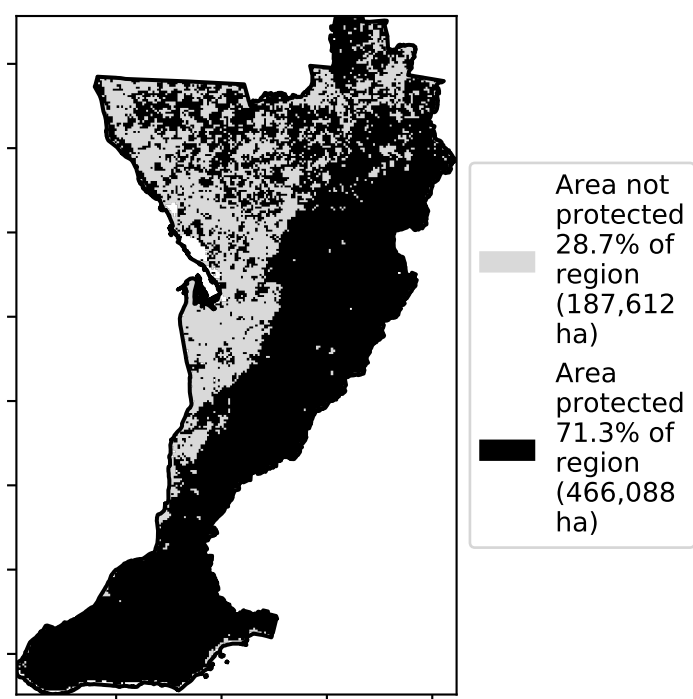 Area not
protected
28.7% of
region
(187,612
ha)
Area
protected
71.3% of
region
(466,088
ha)